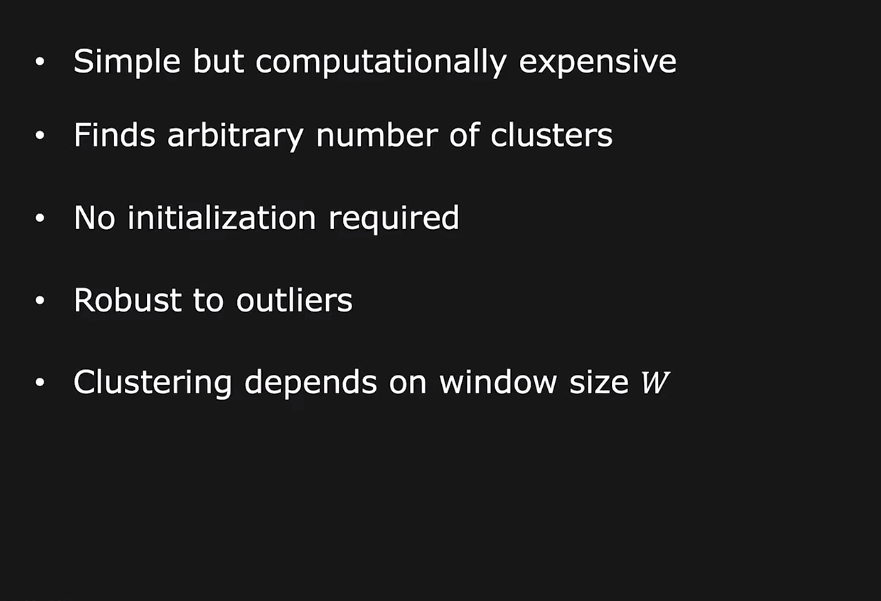 • Simple but computationally expensive
• Finds arbitrary number of clusters
• No initialization required
• Robust to outliers
• Clustering depends on window size W